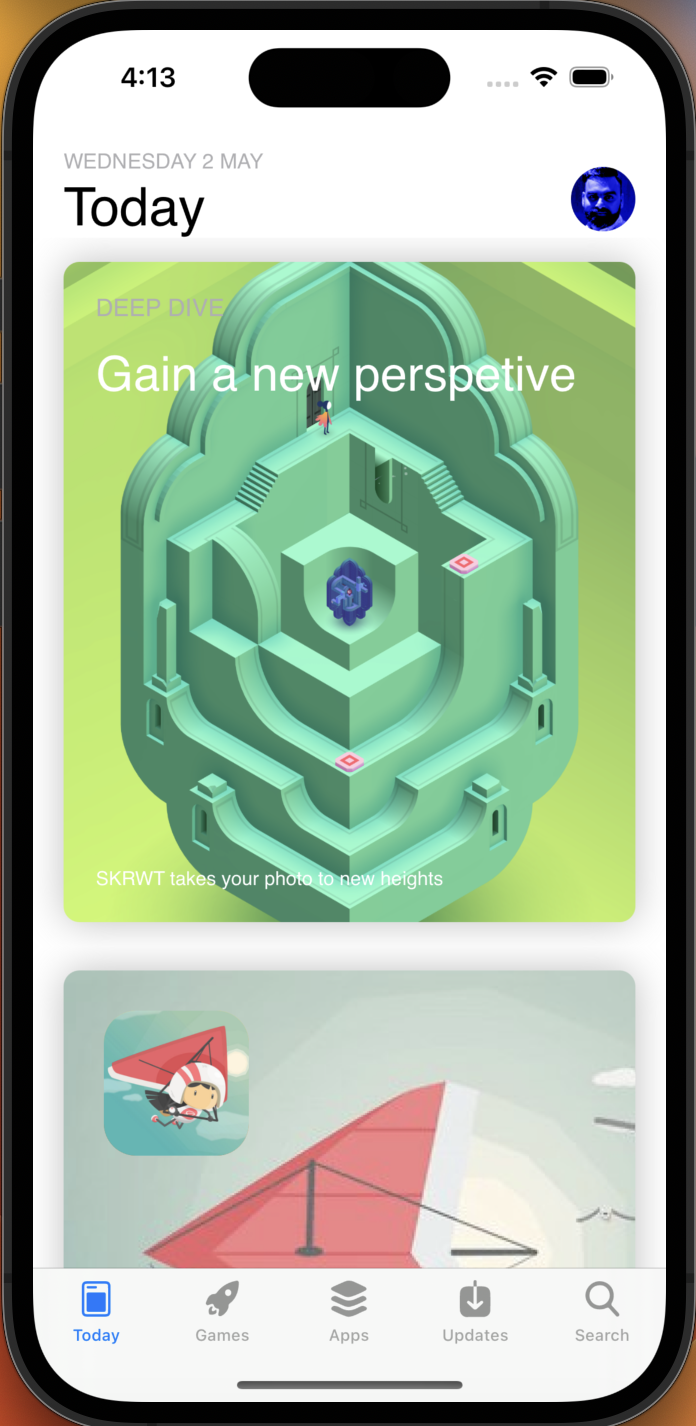 4:13
WEDNESDAY 2 MAY
Today
DEEP DIVE
Gain a new perspetive
SKRWT takes your photo to new heights
Today Games Apps Updates Search